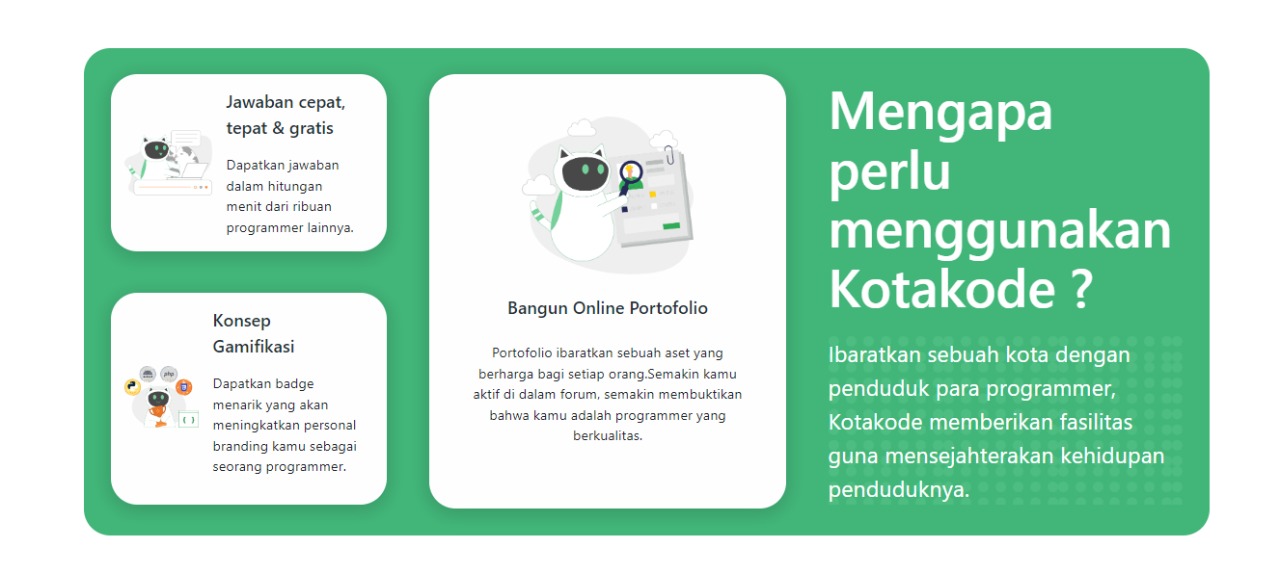 Jawaban cepat,
tepat & gratis
Dapatkan jawaban
dalam hitungan
menit dari ribuan
programmer lainnya.
Konsep
Gamifikasi
php
Dapatkan badge
menarik yang akan
meningkatkan personal
branding kamu sebagai
seorang programmer.
Bangun Online Portofolio
Portofolio ibaratkan sebuah aset yang
berharga bagi setiap orang.Semakin kamu
aktif di dalam forum, semakin membuktikan
bahwa kamu adalah programmer yang
berkualitas.
Mengapa
perlu
menggunakan
Kotakode ?
Ibaratkan sebuah kota dengan
penduduk para programmer,
Kotakode memberikan fasilitas
guna mensejahterakan kehidupan
penduduknya.